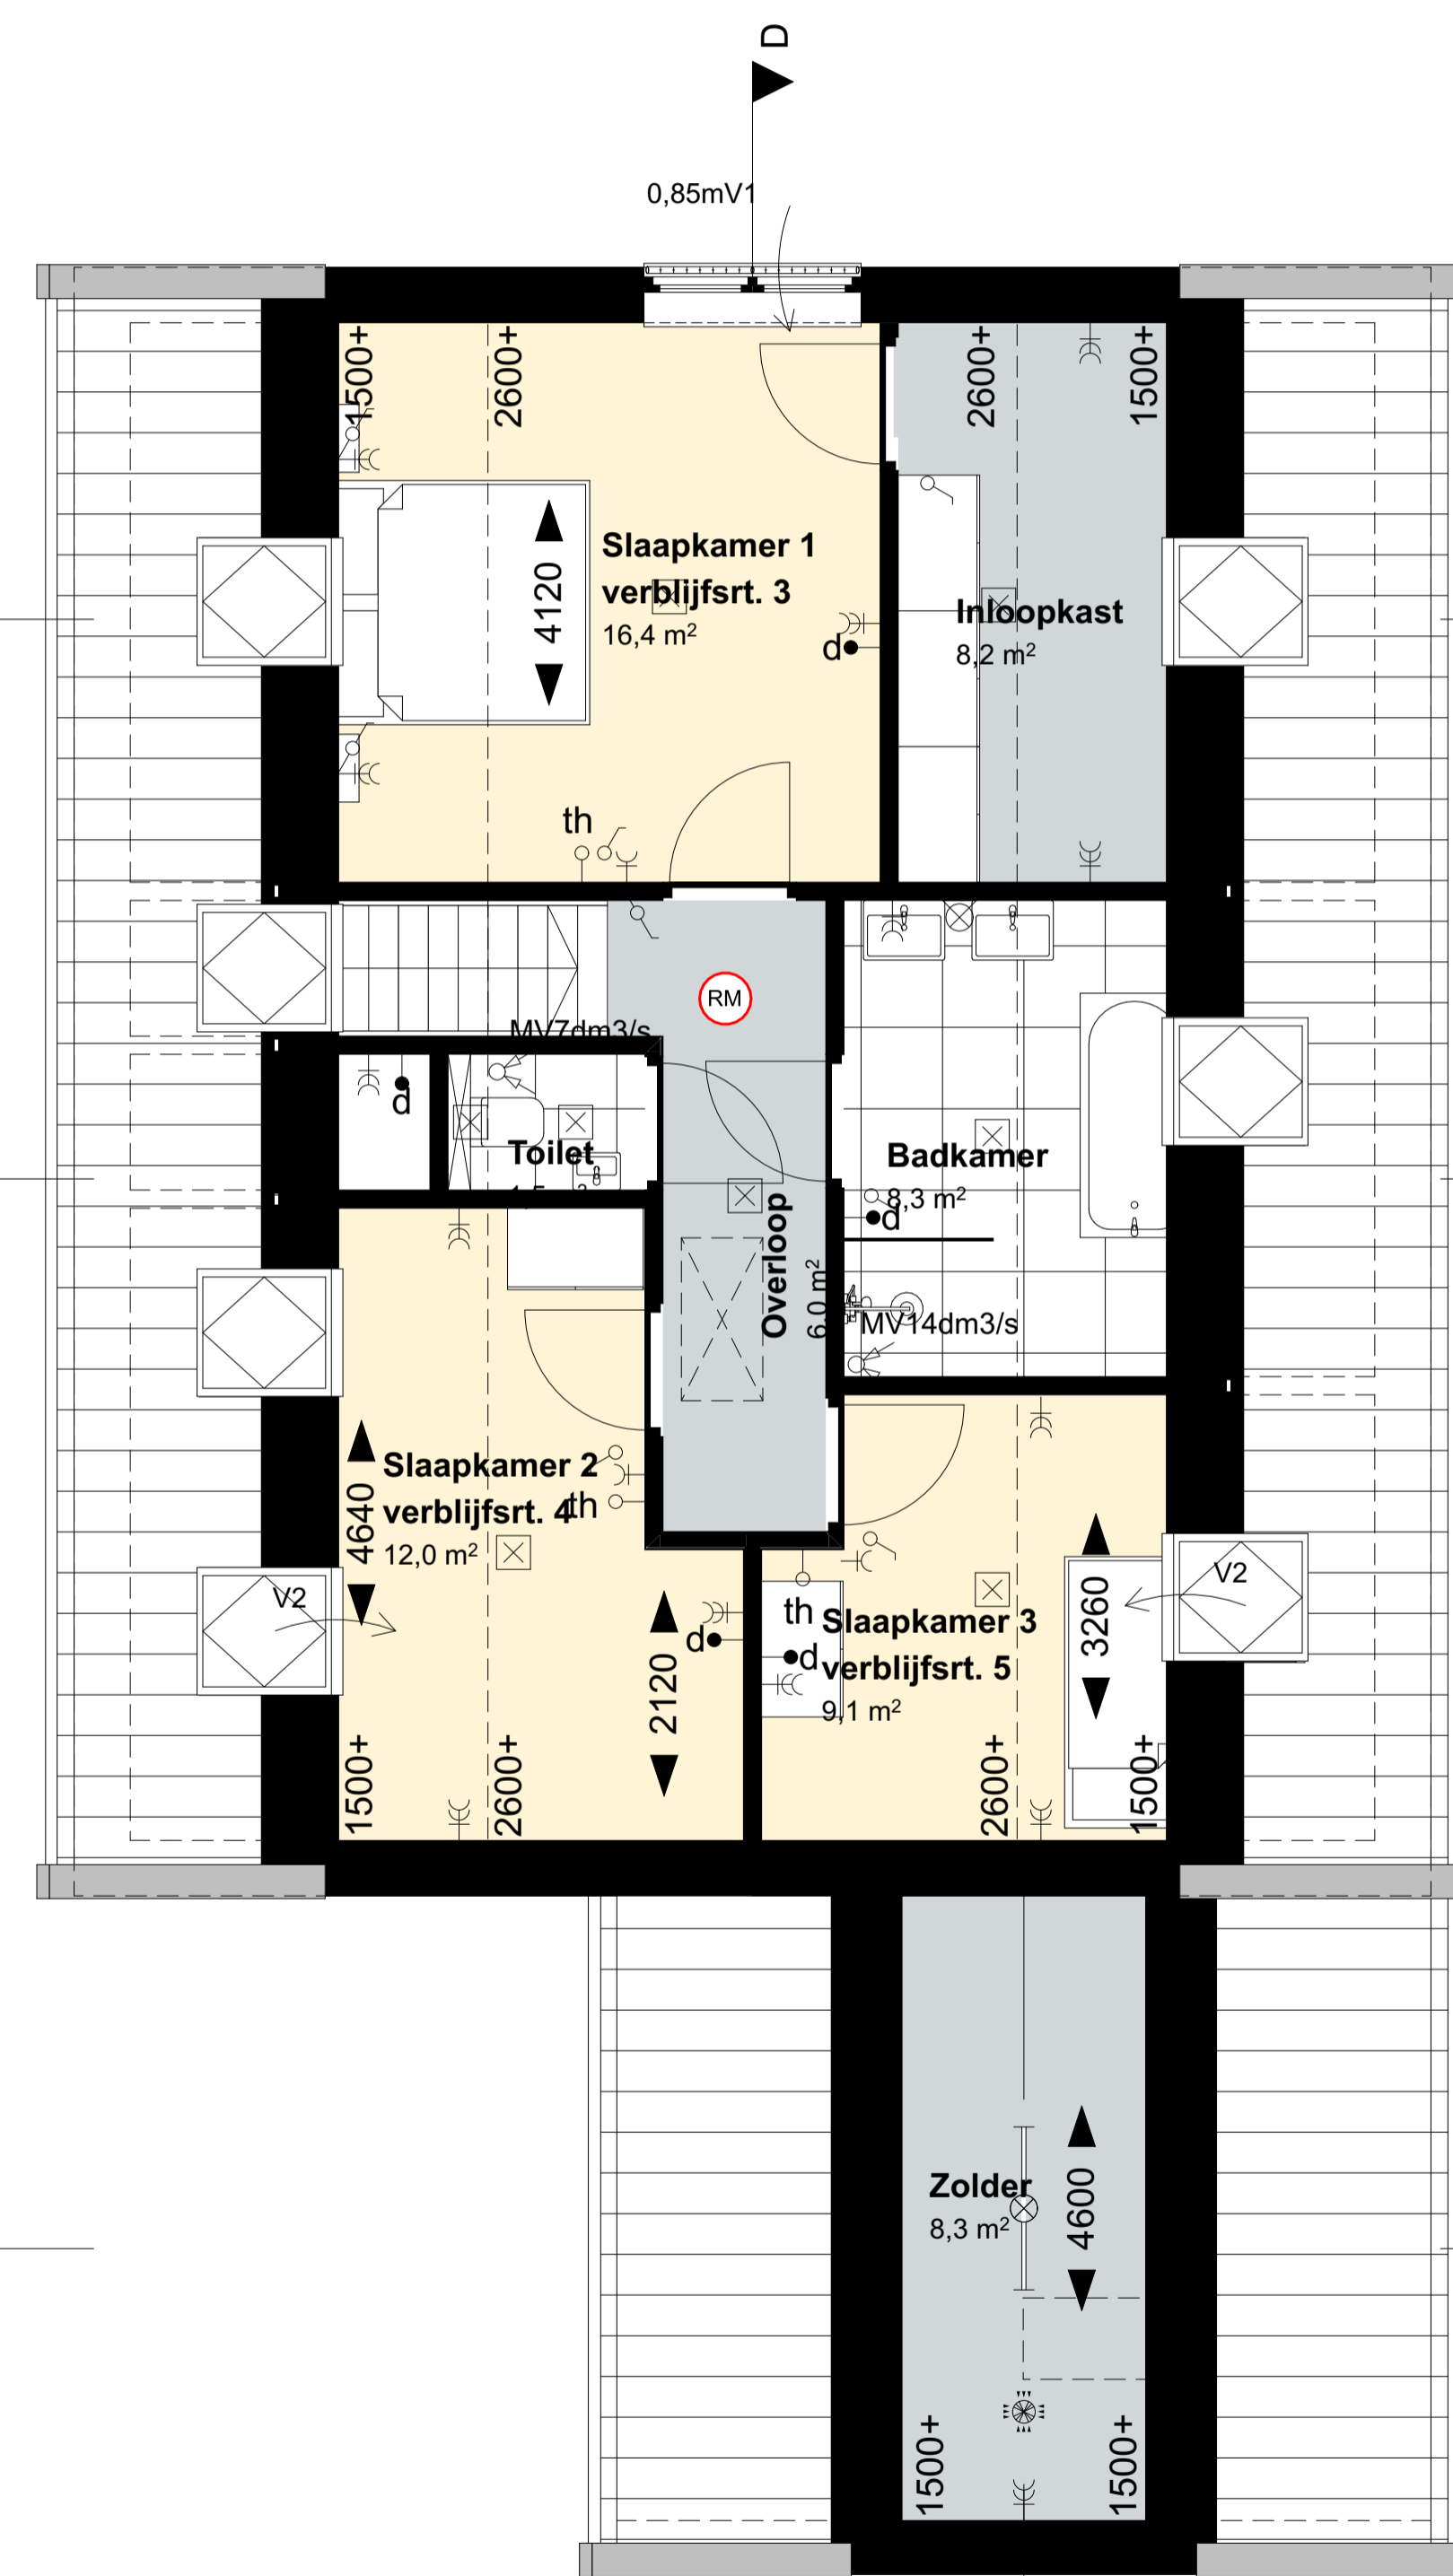 D
0,85mV1
1500+
2600+
2600+
1500+
Slaapkamer 1
verblijfsrt. 3
16,4 m²
4120
d
Inloopkast
8,2 m²
th
RM
MV7dm3/s
d
Toilet
Badkamer
8,3 m²
d
Overloop
6,0 m²
MV14dm3/s
Slaapkamer 2
verblijfsrt. 4
12,0 m²
4640
th
V2
V2
d
2120
th
d
Slaapkamer 3
verblijfsrt. 5
9,1 m²
3260
1500+
2600+
2600+
1500+
Zolder
8,3 m²
4600
1500+
1500+